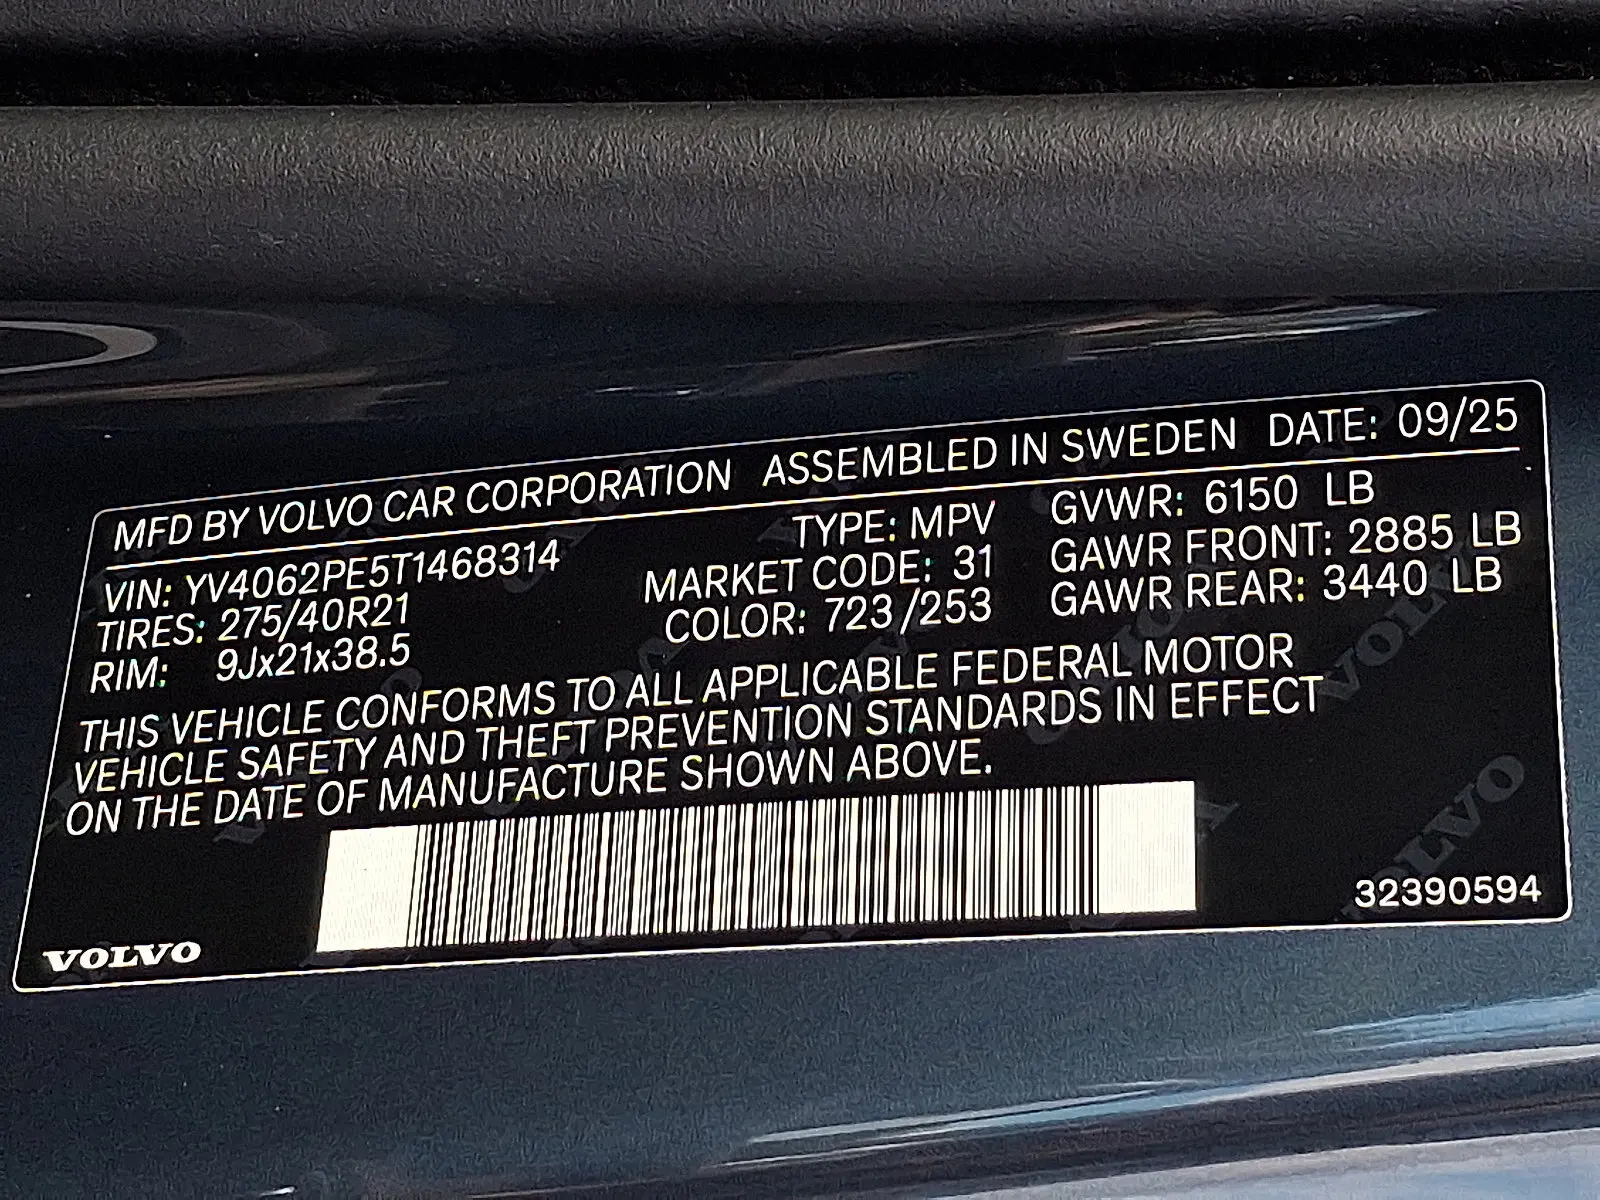 MFD BY VOLVO CAR CORPORATION ASSEMBLED IN SWEDEN DATE: 09/25
VIN: YV4062PE5T1468314 TYPE: MPV GVWR: 6150 LB
TIRES: 275/40R21 MARKET CODE: 31 GAWR FRONT: 2885 LB
RIM: 9Jx21x38.5 COLOR: 723/253 GAWR REAR: 3440 LB
THIS VEHICLE CONFORMS TO ALL APPLICABLE FEDERAL MOTOR
VEHICLE SAFETY AND THEFT PREVENTION STANDARDS IN EFFECT
ON THE DATE OF MANUFACTURE SHOWN ABOVE.
32390594
VOLVO